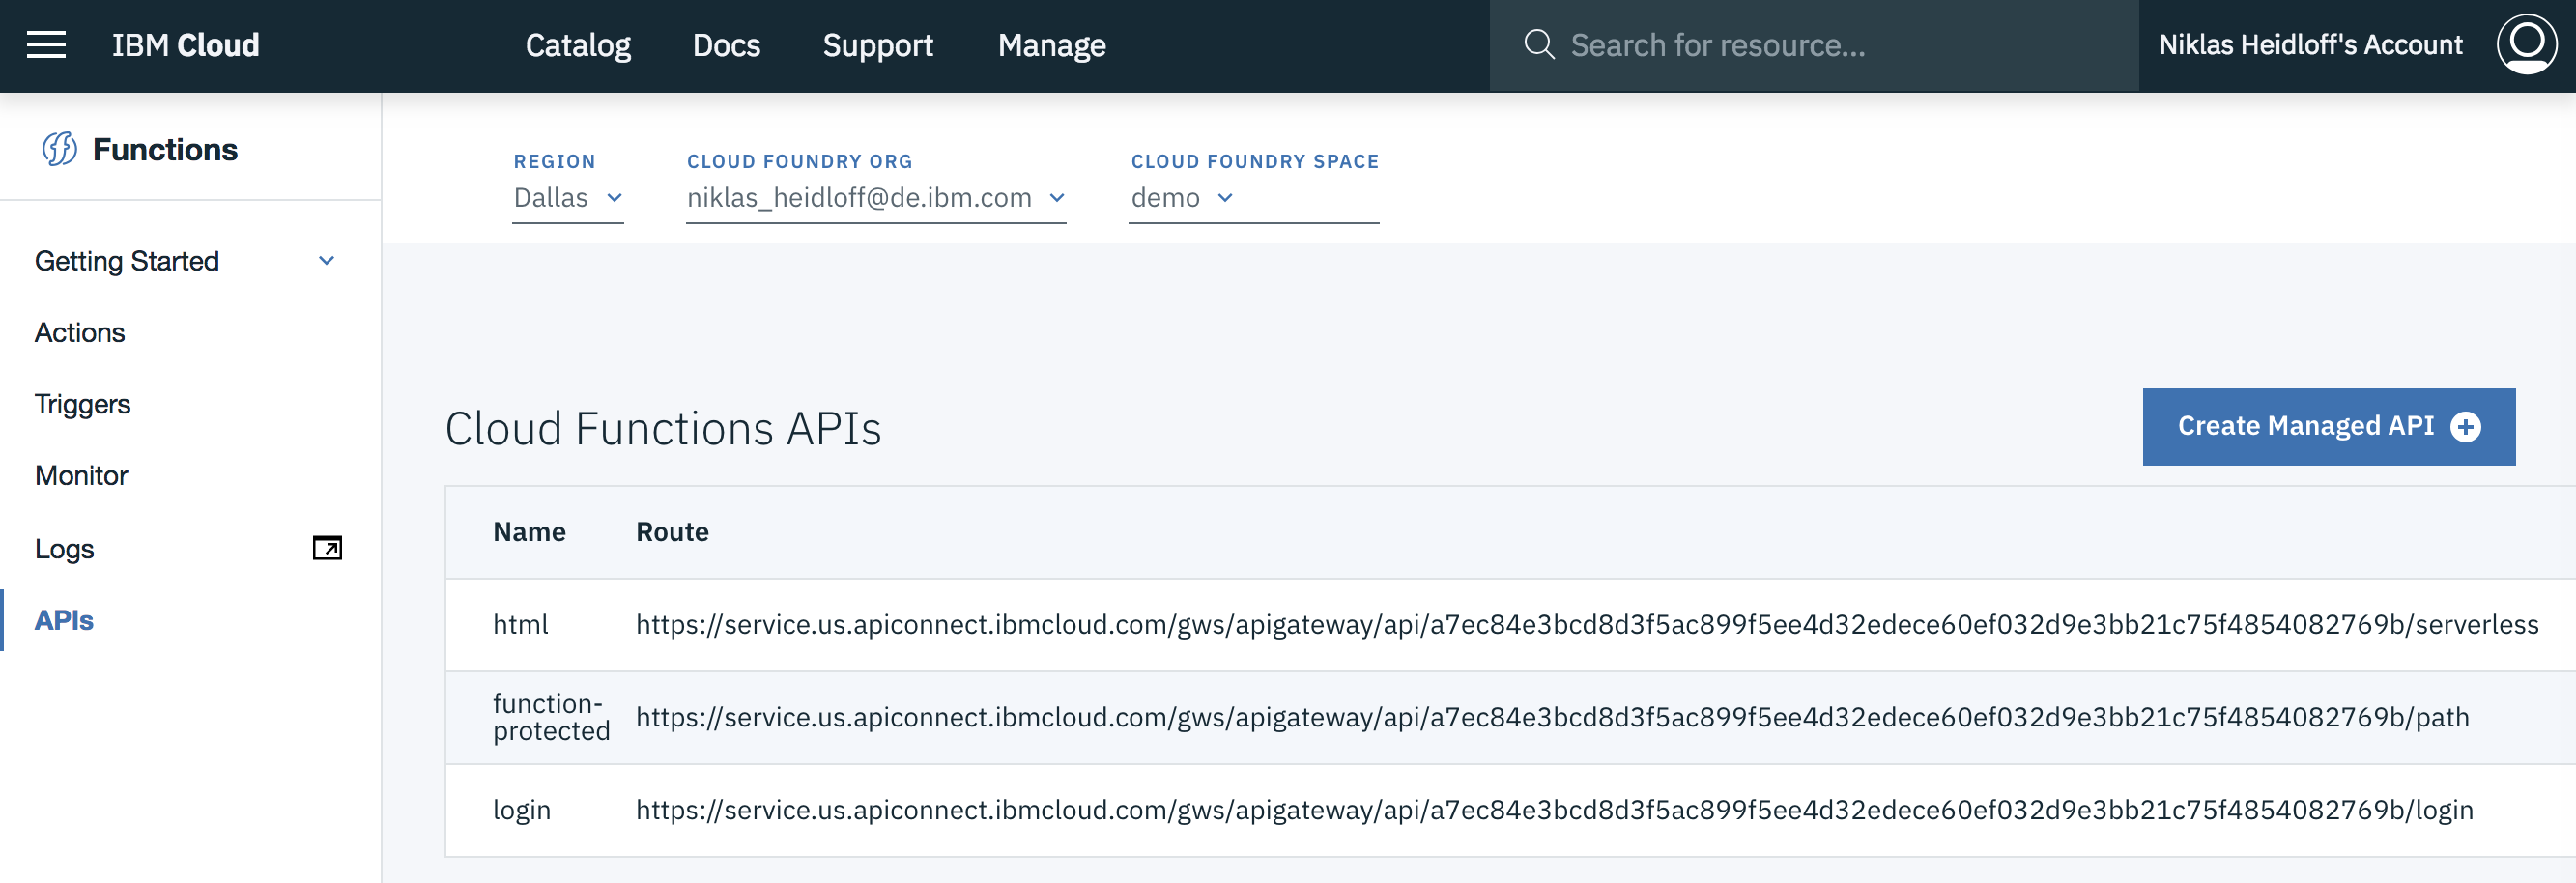 IBM Cloud
Catalog
Docs
Support
Manage
Search for resource...
Niklas Heidloff's Account
Functions
Getting Started
Actions
Triggers
Monitor
Logs
APIs
REGION
Dallas
CLOUD FOUNDRY ORG
niklas_heidloff@de.ibm.com
CLOUD FOUNDRY SPACE
demo
Cloud Functions APIs
Create Managed API
Name Route
html https://service.us.apiconnect.ibmcloud.com/gws/apigateway/api/a7ec84e3bcd8d3f5ac899f5ee4d32edece60ef032d9e3bb21c75f4854082769b/serverless
function-
protected https://service.us.apiconnect.ibmcloud.com/gws/apigateway/api/a7ec84e3bcd8d3f5ac899f5ee4d32edece60ef032d9e3bb21c75f4854082769b/path
login https://service.us.apiconnect.ibmcloud.com/gws/apigateway/api/a7ec84e3bcd8d3f5ac899f5ee4d32edece60ef032d9e3bb21c75f4854082769b/login